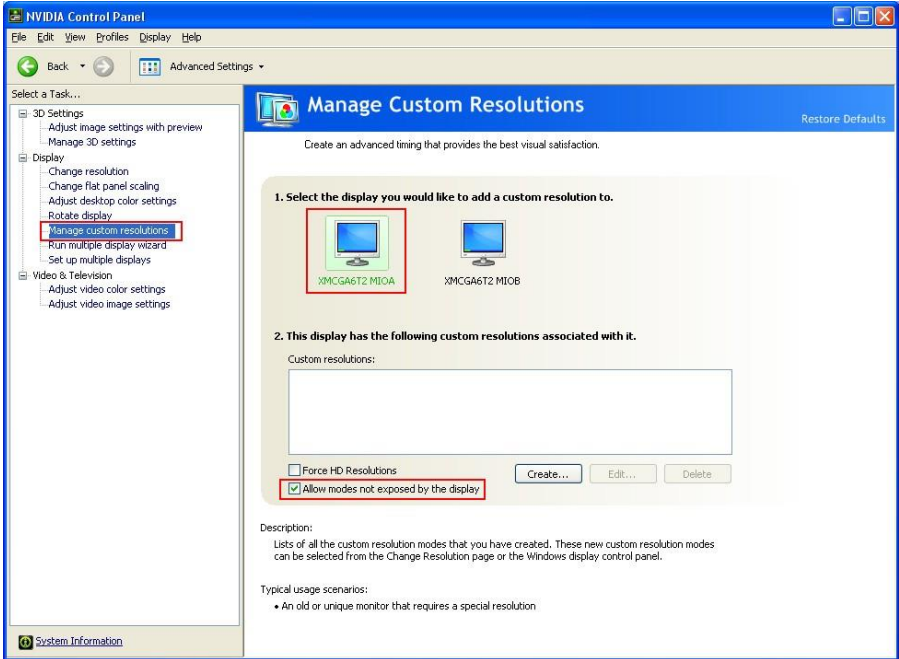 NVIDIA Control Panel
File Edit View Profiles Display Help
Back Advanced Settings
Select a Task...
3D Settings
Adjust image settings with preview
Manage 3D settings
Display
Change resolution
Change flat panel scaling
Adjust desktop color settings
Rotate display
Manage custom resolutions
Run multiple display wizard
Set up multiple displays
Video & Television
Adjust video color settings
Adjust video image settings
System Information
Manage Custom Resolutions
Restore Defaults
Create an advanced timing that provides the best visual satisfaction.
1. Select the display you would like to add a custom resolution to.
XMCGA6T2 MIOA XMCGA6T2 MIOB
2. This display has the following custom resolutions associated with it.
Custom resolutions:
Force HD Resolutions
Create... Edit... Delete
Allow modes not exposed by the display
Description:
Lists of all the custom resolution modes that you have created. These new custom resolution modes
can be selected from the Change Resolution page or the Windows display control panel.
Typical usage scenarios:
• An old or unique monitor that requires a special resolution